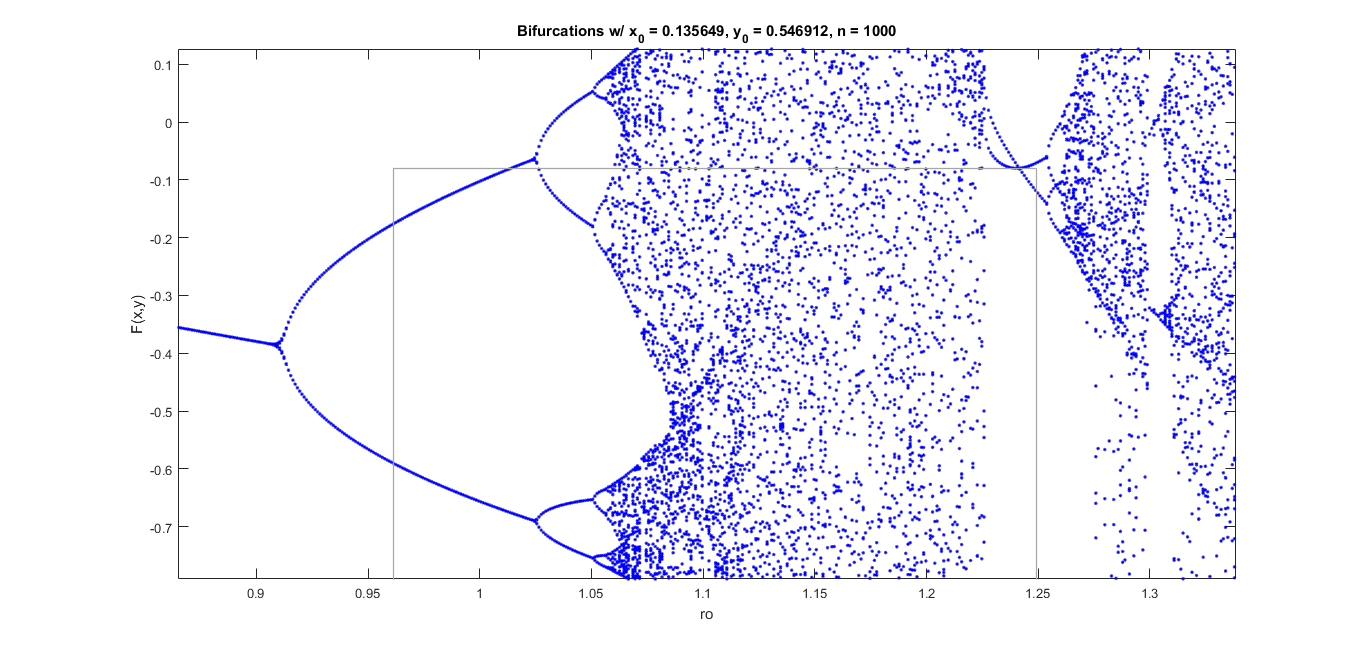 Bifurcations w/ x0 = 0.135649, y0 = 0.546912, n = 1000
F(x,y)
0.1
0
-0.1
-0.2
-0.3
-0.4
-0.5
-0.6
-0.7
0.9 0.95 1 1.05 1.1 1.15 1.2 1.25 1.3
ro